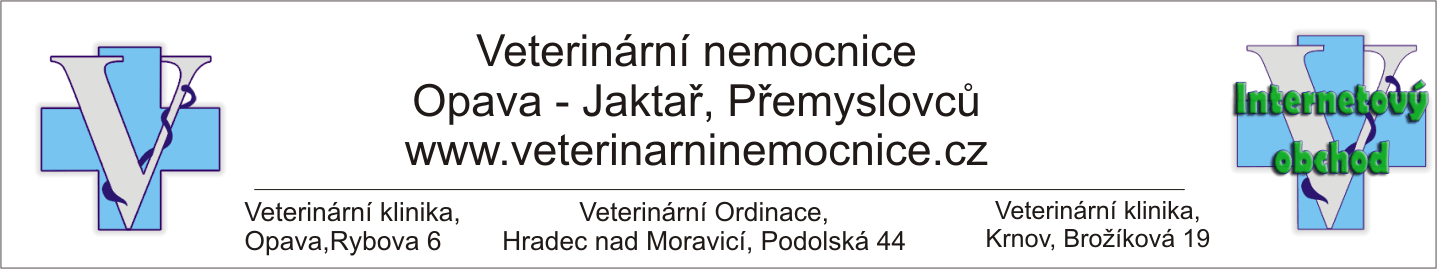 Veterinární nemocnice
Opava - Jaktař, Přemyslovců
www.veterinarninemocnice.cz
Internetový
obchod
Veterinární klinika,
Opava,Rybova 6
Veterinární Ordinace,
Hradec nad Moravicí, Podolská 44
Veterinární klinika,
Krnov, Brožíková 19